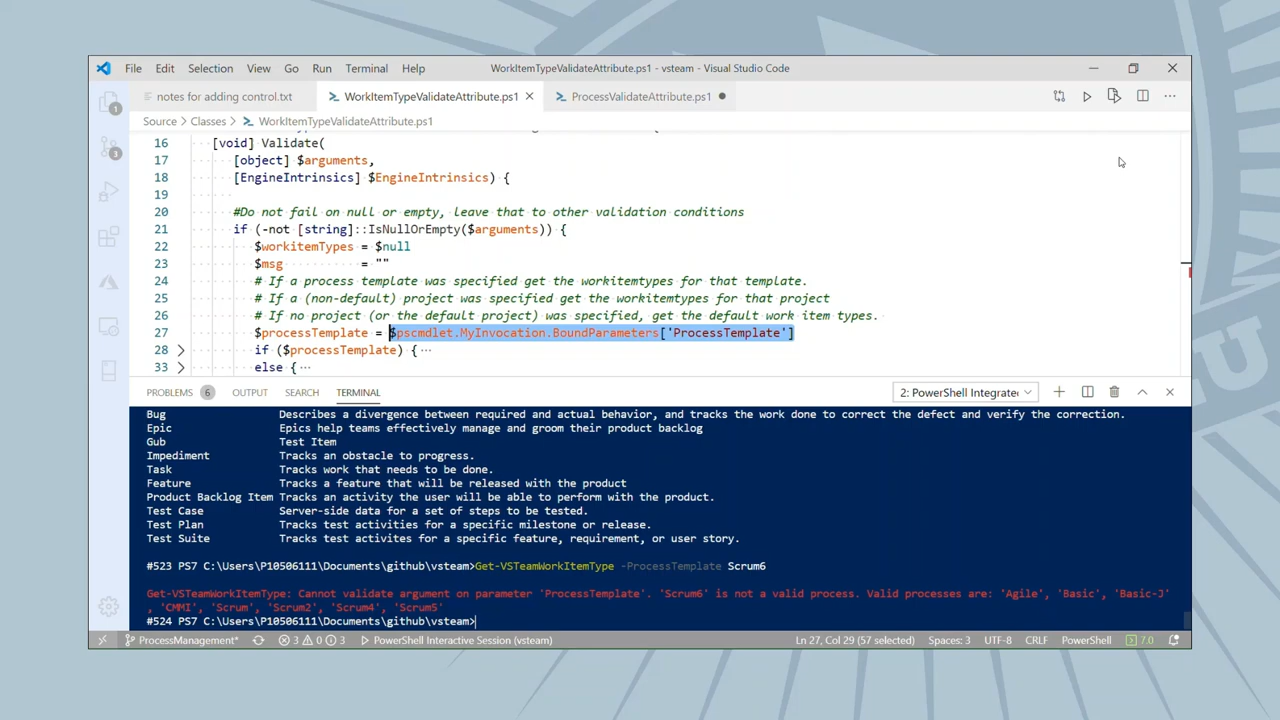 File Edit Selection View Go Run Terminal Help WorkItemTypeValidateAttribute.ps1 - vsteam - Visual Studio Code
notes for adding control.txt WorkItemTypeValidateAttribute.ps1 ProcessValidateAttribute.ps1
Source > Classes > WorkItemTypeValidateAttribute.ps1
16 [void] Validate(
17 [object] $arguments,
18 [EngineIntrinsics] $EngineIntrinsics) {
19
20 #Do not fail on null or empty, leave that to other validation conditions
21 if (-not [string]::IsNullOrEmpty($arguments)) {
22 $workitemTypes = $null
23 $msg = ""
24 # If a process template was specified get the workitemtypes for that template.
25 # If a (non-default) project was specified get the workitemtypes for that project
26 # If no project (or the default project) was specified, get the default work item types.
27 $processTemplate = $pscmdlet.MyInvocation.BoundParameters['ProcessTemplate']
28 if ($processTemplate) { ...
33 else { ...
PROBLEMS 6 OUTPUT SEARCH TERMINAL 2: PowerShell Integrated
Bug Describes a divergence between required and actual behavior, and tracks the work done to correct the defect and verify the correction.
Epic Epics help teams effectively manage and groom their product backlog
Gub Test Item
Impediment Tracks an obstacle to progress.
Task Tracks work that needs to be done.
Feature Tracks a feature that will be released with the product
Product Backlog Item Tracks an activity the user will be able to perform with the product.
Test Case Server-side data for a set of steps to be tested.
Test Plan Tracks test activities for a specific milestone or release.
Test Suite Tracks test activites for a specific feature, requirement, or user story.
#523 PS7 C:\Users\P10506111\Documents\github\vsteam>Get-VSTeamWorkItemType -ProcessTemplate Scrum6
Get-VSTeamWorkItemType: Cannot validate argument on parameter 'ProcessTemplate'. 'Scrum6' is not a valid process. Valid processes are: 'Agile', 'Basic', 'Basic-J'
, 'CMMI', 'Scrum', 'Scrum2', 'Scrum4', 'Scrum5'
#524 PS7 C:\Users\P10506111\Documents\github\vsteam>
ProcessManagement* 3 0 3 PowerShell Interactive Session (vsteam) Ln 27, Col 29 (57 selected) Spaces: 3 UTF-8 CRLF PowerShell 7.0
1
3